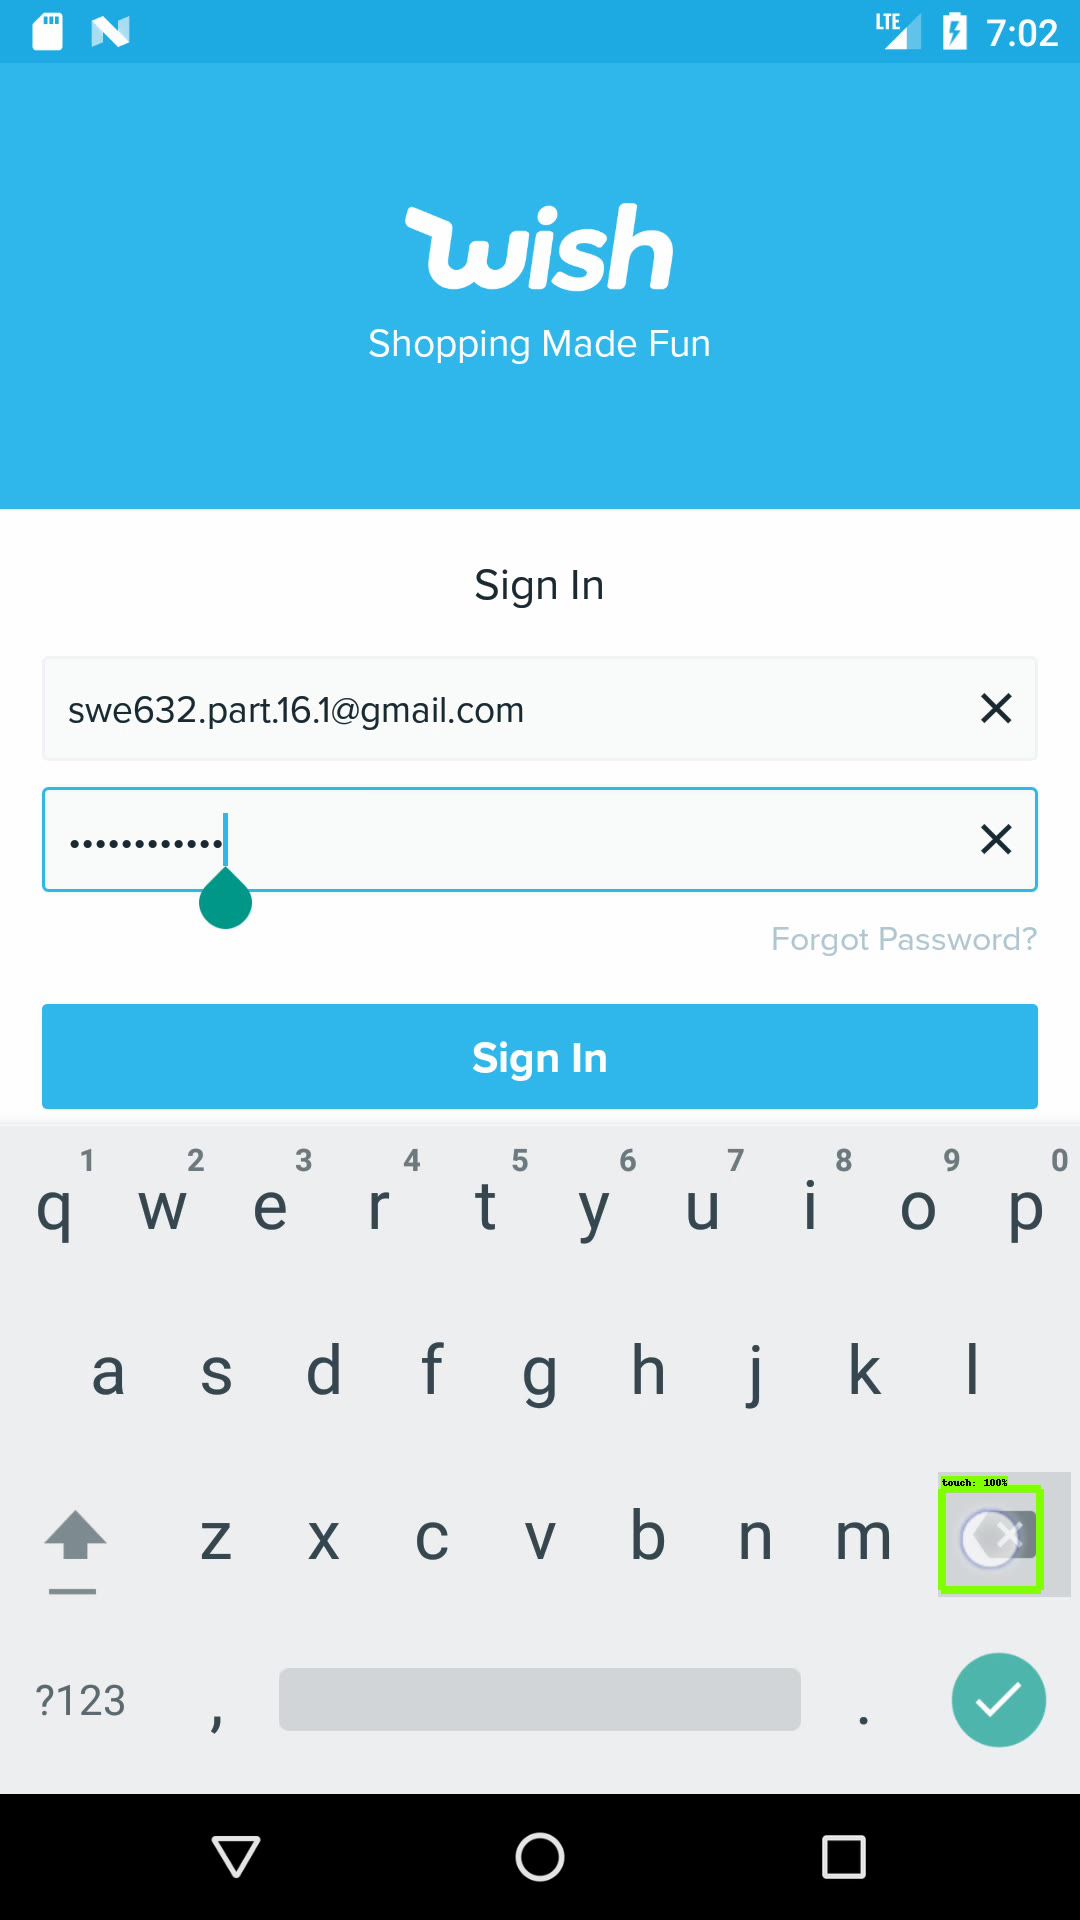 LTE 7:02
wish
Shopping Made Fun
Sign In
swe632.part.16.1@gmail.com
••••••••••••
Forgot Password?
Sign In
1 2 3 4 5 6 7 8 9 0
q w e r t y u i o p
a s d f g h j k l
touch: 100%
z x c v b n m
?123 , .